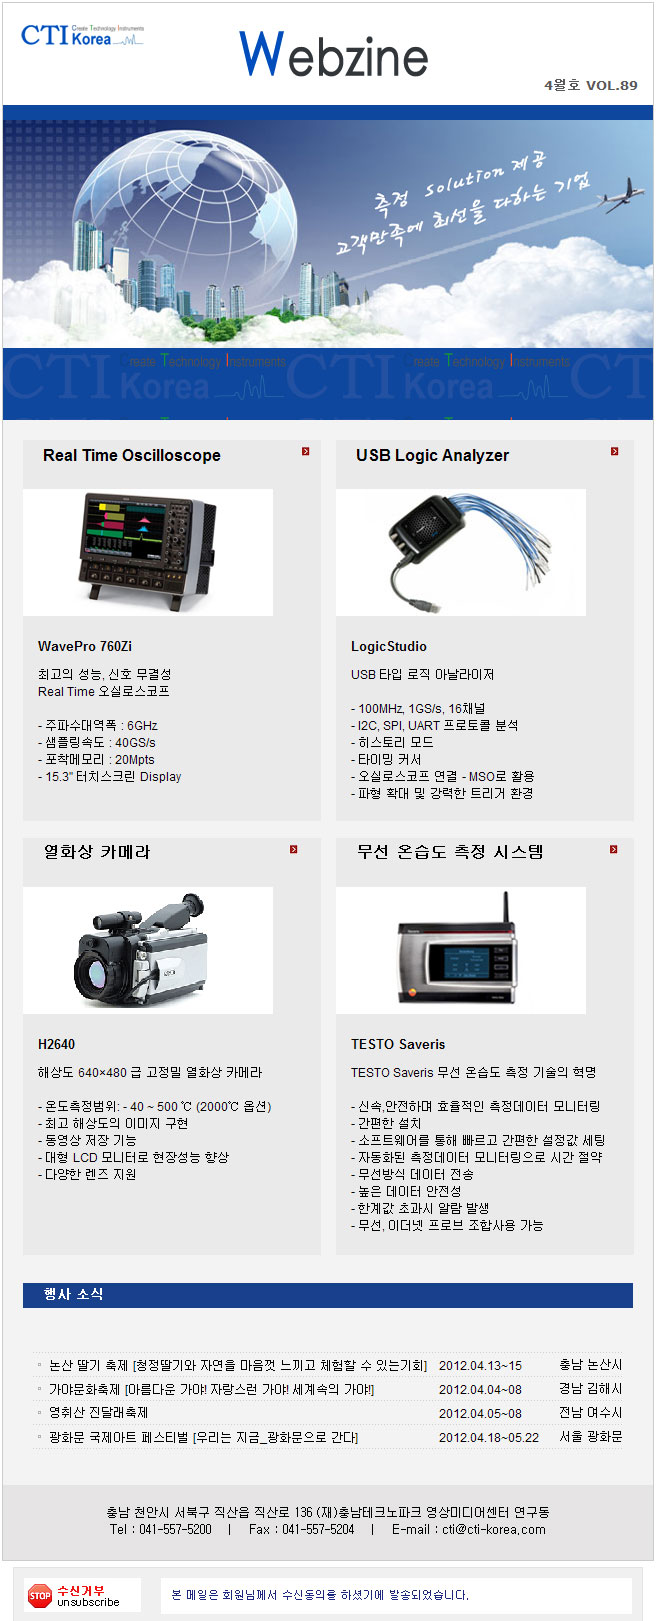 CTI Create Technology Instruments
Korea
Webzine
4월호 VOL.89
측정 solution 제공
고객만족에 최선을 다하는 기업
CTI Create Technology Instruments
Korea
CTI Create Technology Instruments
Korea
CT
Real Time Oscilloscope
USB Logic Analyzer
WavePro 760Zi
최고의 성능, 신호 무결성
Real Time 오실로스코프
- 주파수대역폭 : 6GHz
- 샘플링속도 : 40GS/s
- 포착메모리 : 20Mpts
- 15.3" 터치스크린 Display
LogicStudio
USB 타입 로직 아날라이저
- 100MHz, 1GS/s, 16채널
- I2C, SPI, UART 프로토콜 분석
- 히스토리 모드
- 타이밍 커서
- 오실로스코프 연결 - MSO로 활용
- 파형 확대 및 강력한 트리거 환경
열화상 카메라
무선 온습도 측정 시스템
H2640
해상도 640×480 급 고정밀 열화상 카메라
- 온도측정범위: - 40 ~ 500 ℃ (2000℃ 옵션)
- 최고 해상도의 이미지 구현
- 동영상 저장 기능
- 대형 LCD 모니터로 현장성능 향상
- 다양한 렌즈 지원
TESTO Saveris
TESTO Saveris 무선 온습도 측정 기술의 혁명
- 신속,안전하며 효율적인 측정데이터 모니터링
- 간편한 설치
- 소프트웨어를 통해 빠르고 간편한 설정값 세팅
- 자동화된 측정데이터 모니터링으로 시간 절약
- 무선방식 데이터 전송
- 높은 데이터 안전성
- 한계값 초과시 알람 발생
- 무선, 이더넷 프로브 조합사용 가능
행사 소식
논산 딸기 축제 [청정딸기와 자연을 마음껏 느끼고 체험할 수 있는기회] 2012.04.13~15 충남 논산시
가야문화축제 [아름다운 가야! 자랑스런 가야! 세계속의 가야!] 2012.04.04~08 경남 김해시
영취산 진달래축제 2012.04.05~08 전남 여수시
광화문 국제아트 페스티벌 [우리는 지금_광화문으로 간다] 2012.04.18~05.22 서울 광화문
충남 천안시 서북구 직산읍 직산로 136 (재)충남테크노파크 영상미디어센터 연구동
Tel : 041-557-5200 | Fax : 041-557-5204 | E-mail : cti@cti-korea.com
STOP 수신거부
unsubscribe
본 메일은 회원님께서 수신동의를 하셨기에 발송되었습니다.